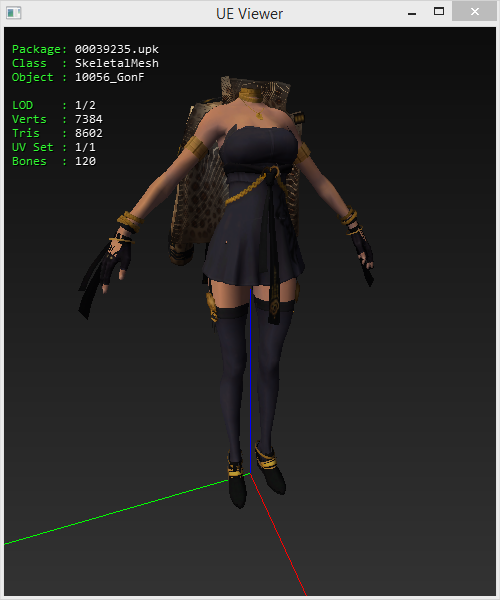 UE Viewer
Package: 00039235.upk
Class : SkeletalMesh
Object : 10056_GonF
LOD : 1/2
Verts : 7384
Tris : 8602
UV Set : 1/1
Bones : 120